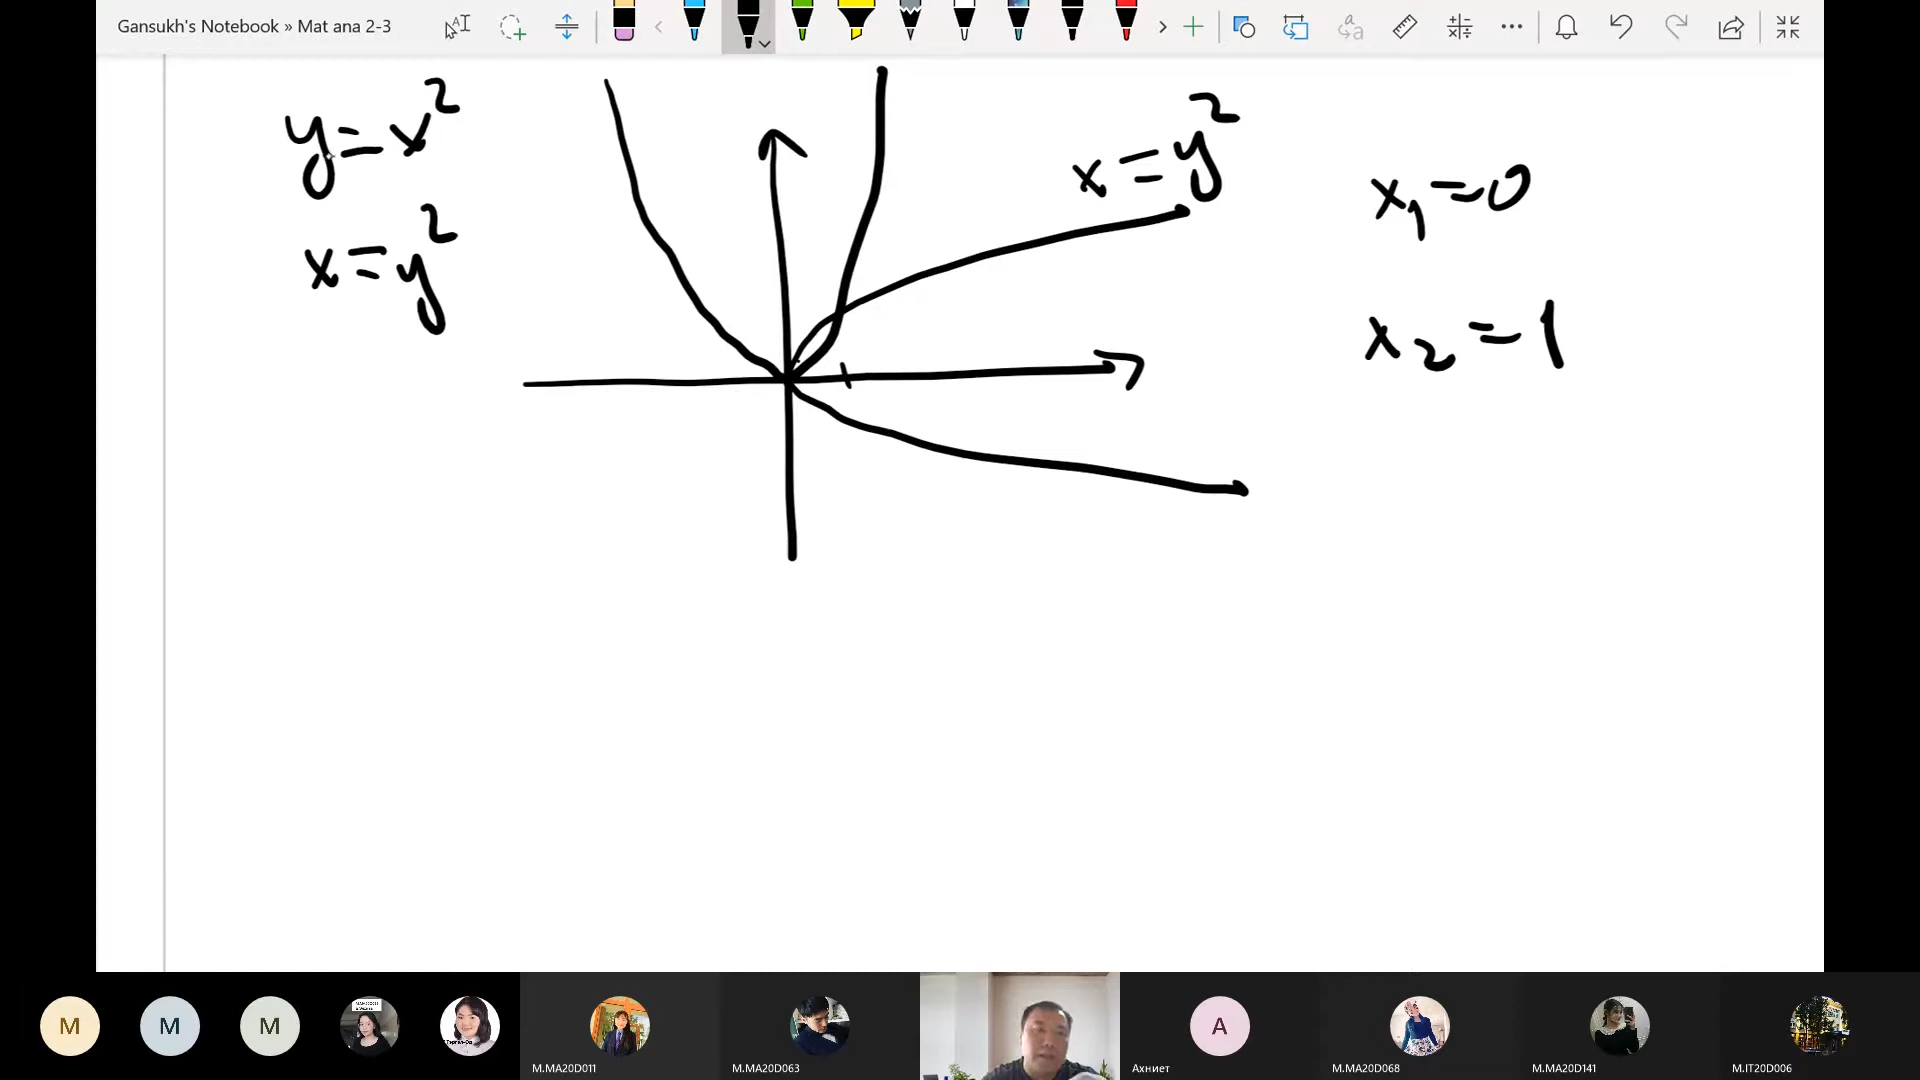 Gansukh's Notebook » Mat ana 2-3
y = x²
x = y²
x = y²
x₁ = 0
x₂ = 1
M
M
M
A
M.MA20D011
M.MA20D063
Ахниет
M.MA20D068
M.MA20D141
M.IT20D006